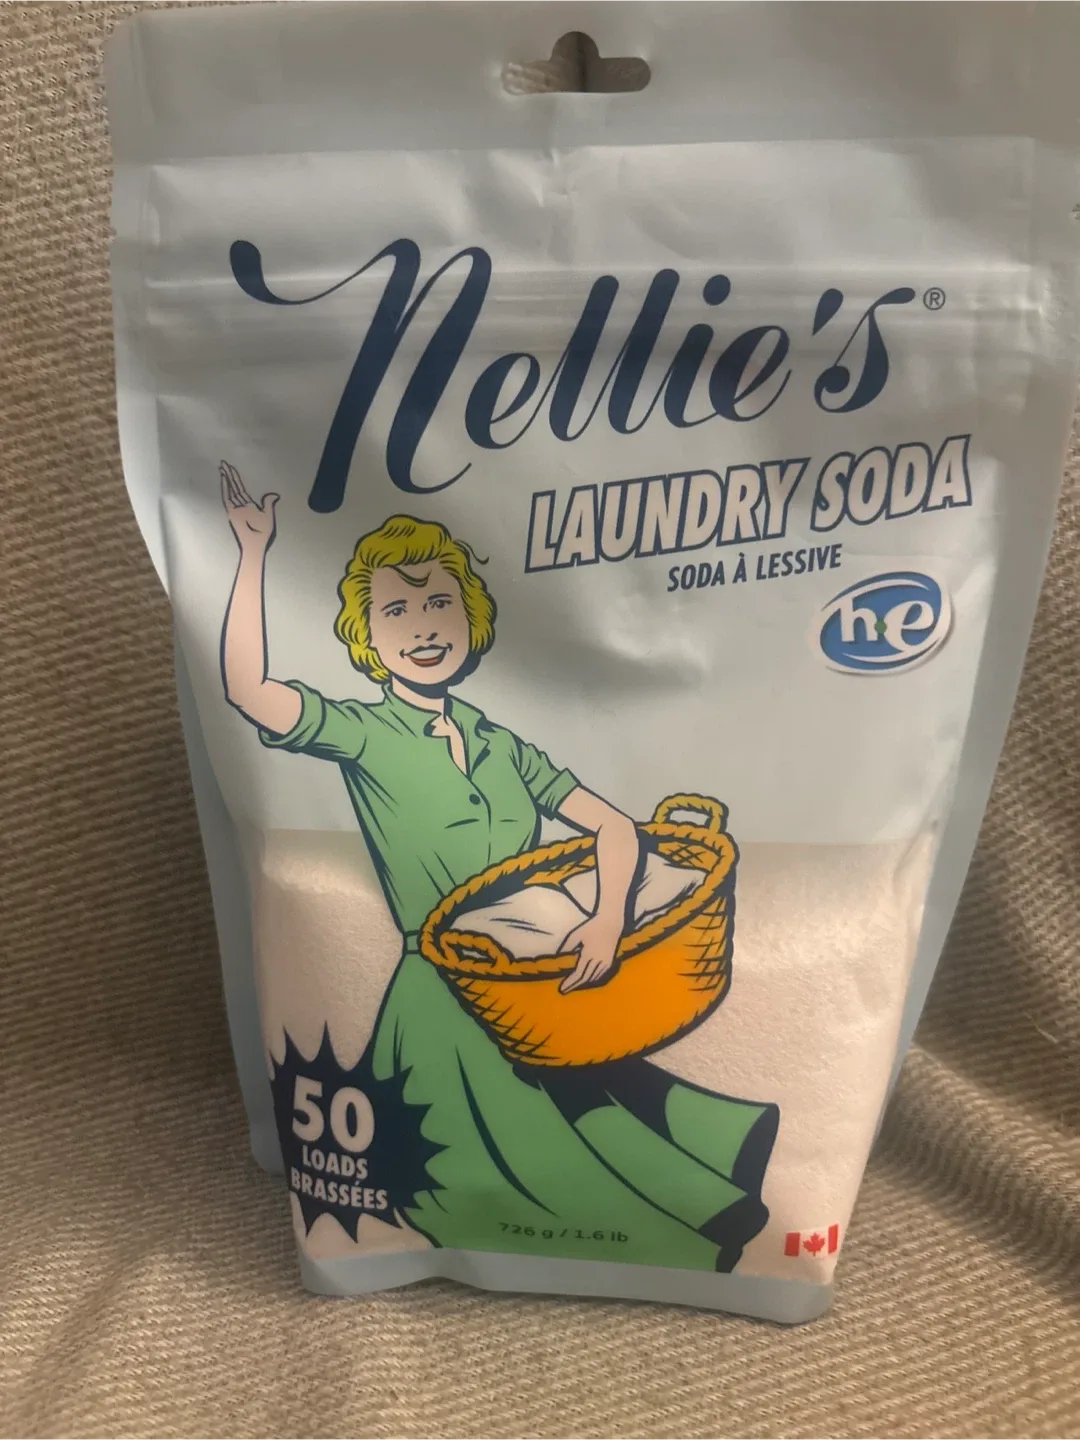 Nellie's®
LAUNDRY SODA
SODA À LESSIVE
he
50
LOADS
BRASSÉES
726 g / 1.6 lb